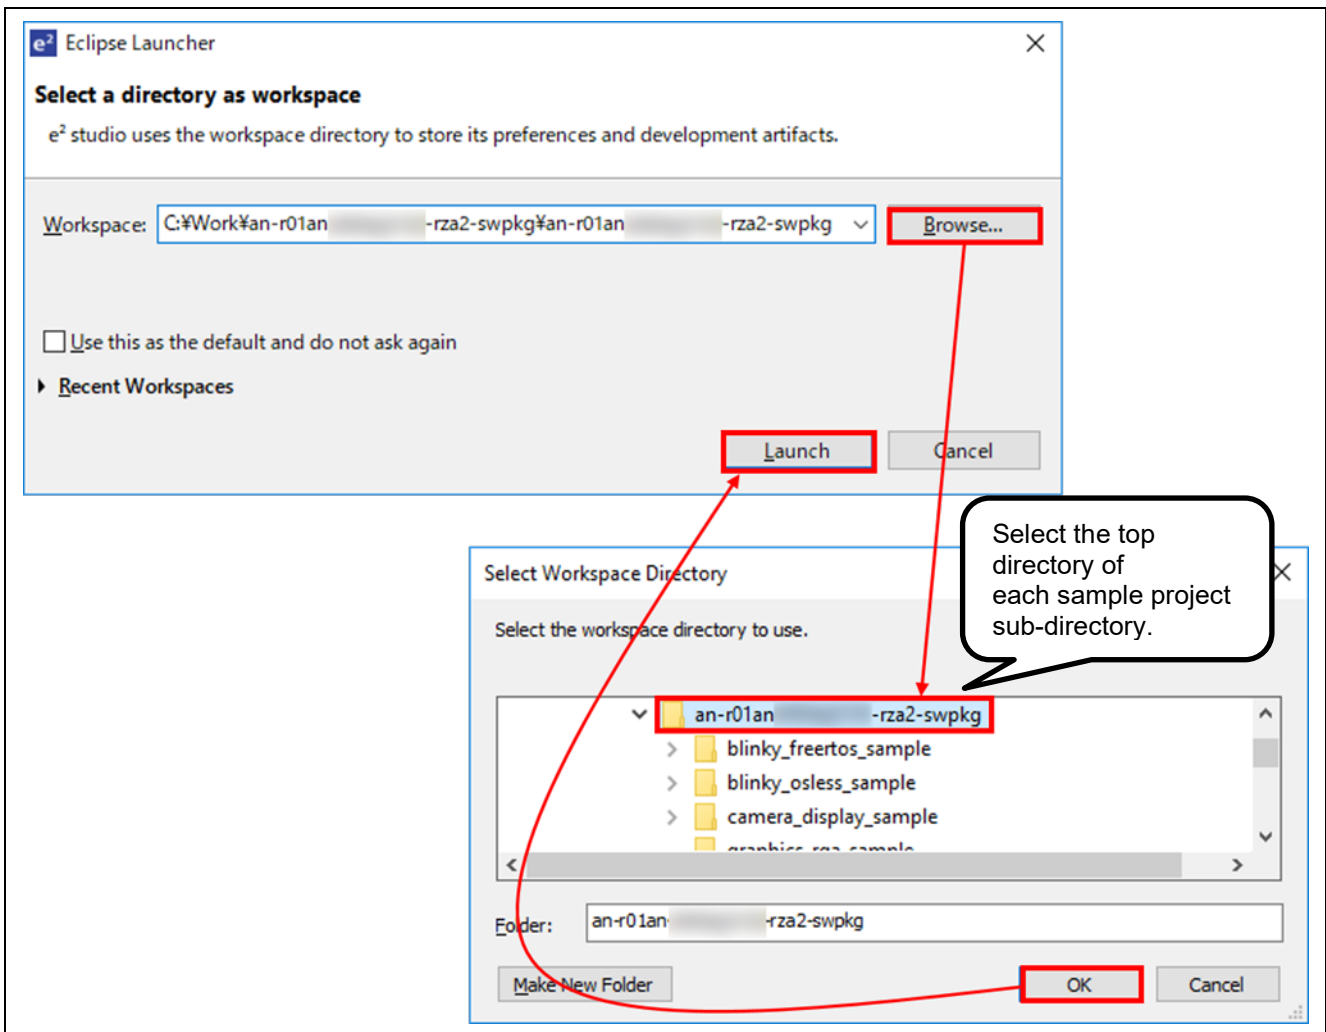 e² Eclipse Launcher
Select a directory as workspace
e² studio uses the workspace directory to store its preferences and development artifacts.
Workspace: C:¥Work¥an-r01an -rza2-swpkg¥an-r01an -rza2-swpkg Browse...
Use this as the default and do not ask again
Recent Workspaces
Launch Cancel
Select the top
directory of
each sample project
sub-directory.
Select Workspace Directory
Select the workspace directory to use.
an-r01an -rza2-swpkg
blinky_freertos_sample
blinky_osless_sample
camera_display_sample
graphics_rga_sample
Folder: an-r01an- -rza2-swpkg
Make New Folder OK Cancel